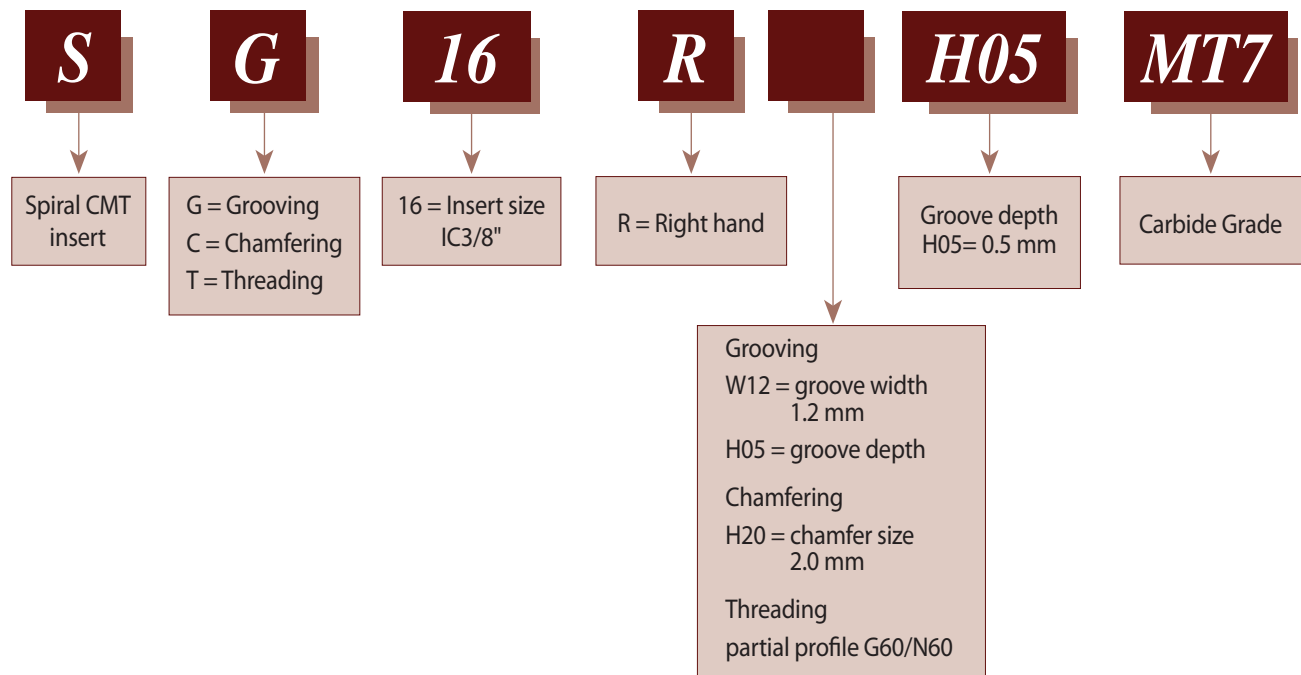 S G 16 R H05 MT7
Spiral CMT
insert
G = Grooving
C = Chamfering
T = Threading
16 = Insert size
IC3/8"
R = Right hand
Groove depth
H05= 0.5 mm
Carbide Grade
Grooving
W12 = groove width
1.2 mm
H05 = groove depth
Chamfering
H20 = chamfer size
2.0 mm
Threading
partial profile G60/N60